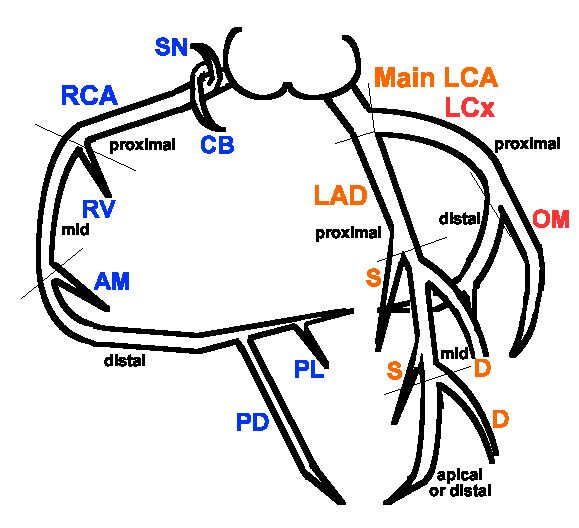 SN
Main LCA
RCA
LCx
proximal
CB
proximal
LAD
RV
distal
OM
mid
proximal
AM
S
distal
mid
PL
S
D
PD
D
apical
or distal